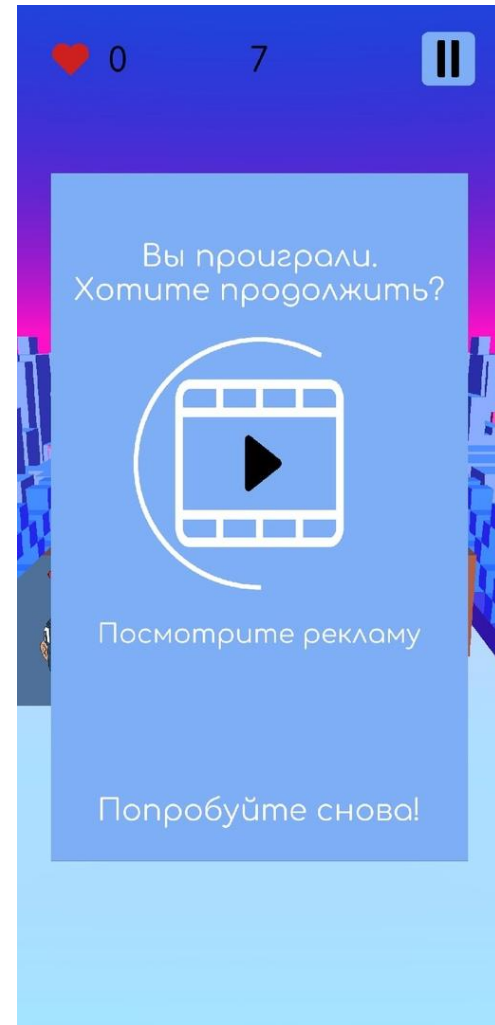 0 7
Вы проиграли.
Хотите продолжить?
Посмотрите рекламу
Попробуйте снова!